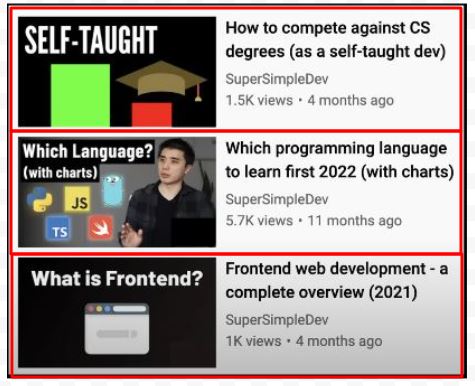 SELF-TAUGHT
How to compete against CS
degrees (as a self-taught dev)
SuperSimpleDev
1.5K views • 4 months ago
Which Language?
(with charts)
JS
TS
Which programming language
to learn first 2022 (with charts)
SuperSimpleDev
5.7K views • 11 months ago
What is Frontend?
Frontend web development - a
complete overview (2021)
SuperSimpleDev
1K views • 4 months ago